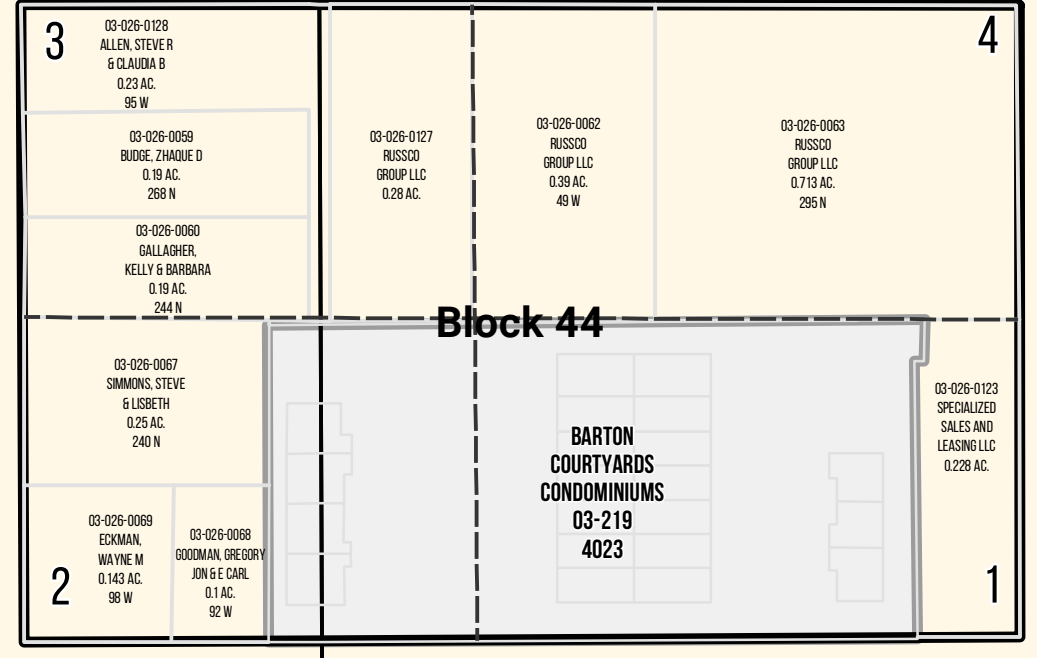 3
03-026-0128
ALLEN, STEVE R
& CLAUDIA B
0.23 AC.
95 W
03-026-0059
BUDGE, ZHAQUE D
0.19 AC.
268 N
03-026-0060
GALLAGHER,
KELLY & BARBARA
0.19 AC.
244 N
03-026-0127
RUSSCO
GROUP LLC
0.28 AC.
03-026-0062
RUSSCO
GROUP LLC
0.39 AC.
49 W
03-026-0063
RUSSCO
GROUP LLC
0.713 AC.
295 N
4
Block 44
03-026-0067
SIMMONS, STEVE
& LISBETH
0.25 AC.
240 N
03-026-0069
ECKMAN,
WAYNE M
0.143 AC.
98 W
2
03-026-0068
GOODMAN, GREGORY
JON & E CARL
0.1 AC.
92 W
BARTON
COURTYARDS
CONDOMINIUMS
03-219
4023
03-026-0123
SPECIALIZED
SALES AND
LEASING LLC
0.228 AC.
1